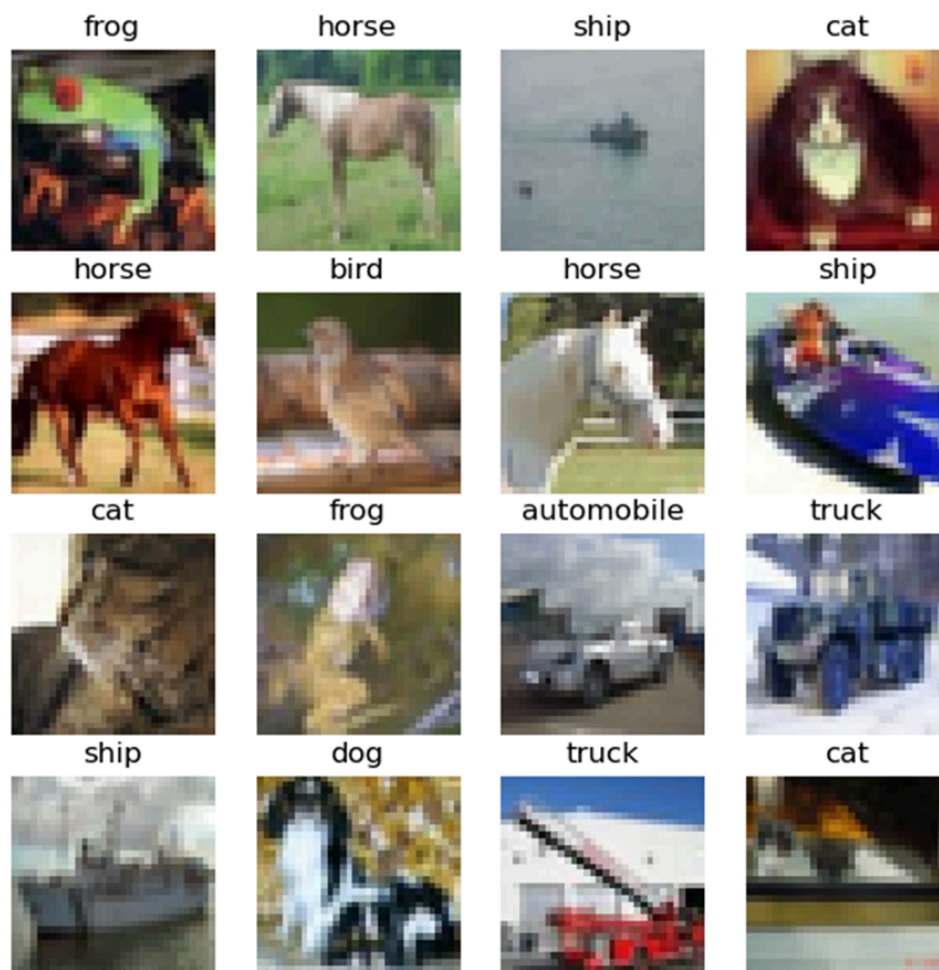 frog horse ship cat
horse bird horse ship
cat frog automobile truck
ship dog truck cat